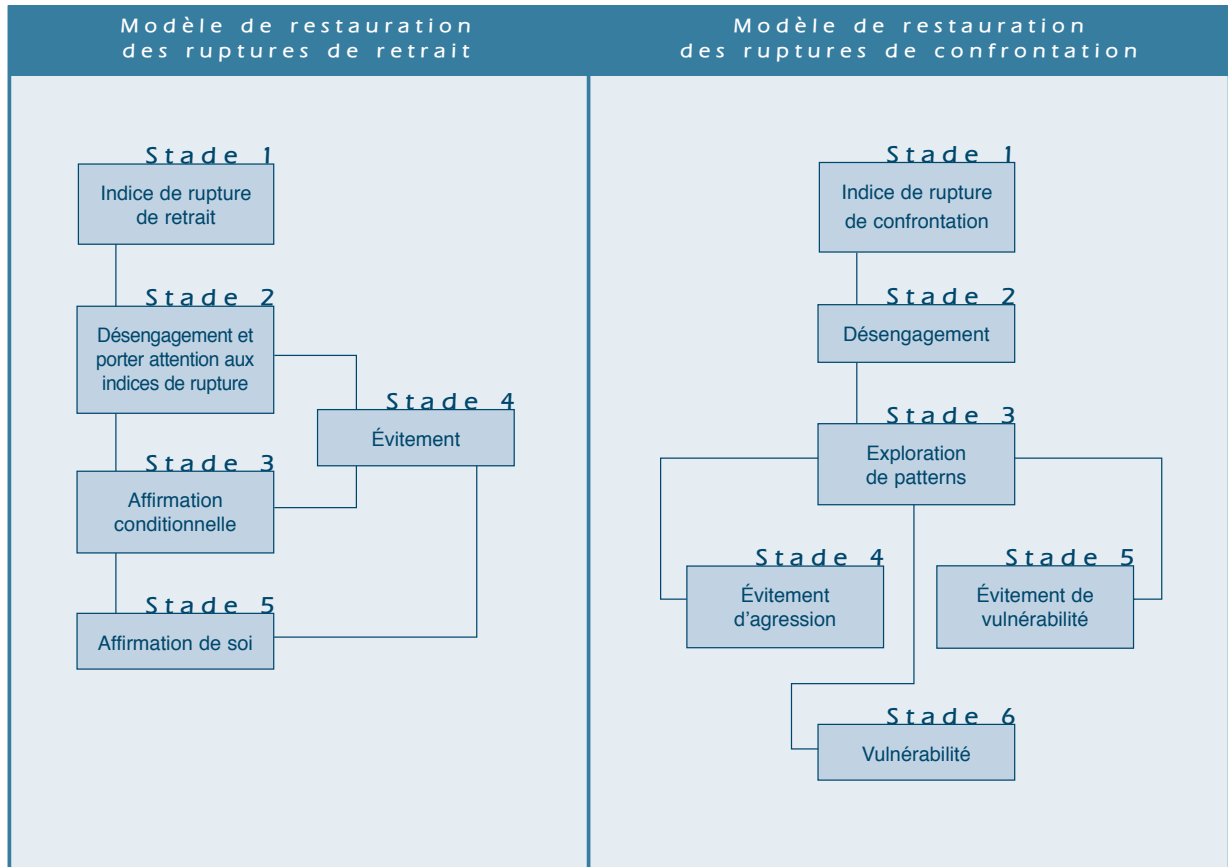 Modèle de restauration
des ruptures de retrait
Stade 1
Indice de rupture
de retrait
Stade 2
Désengagement et
porter attention aux
indices de rupture
Stade 4
Évitement
Stade 3
Affirmation
conditionnelle
Stade 5
Affirmation de soi
Modèle de restauration
des ruptures de confrontation
Stade 1
Indice de rupture
de confrontation
Stade 2
Désengagement
Stade 3
Exploration
de patterns
Stade 4
Évitement
d'agression
Stade 5
Évitement de
vulnérabilité
Stade 6
Vulnérabilité